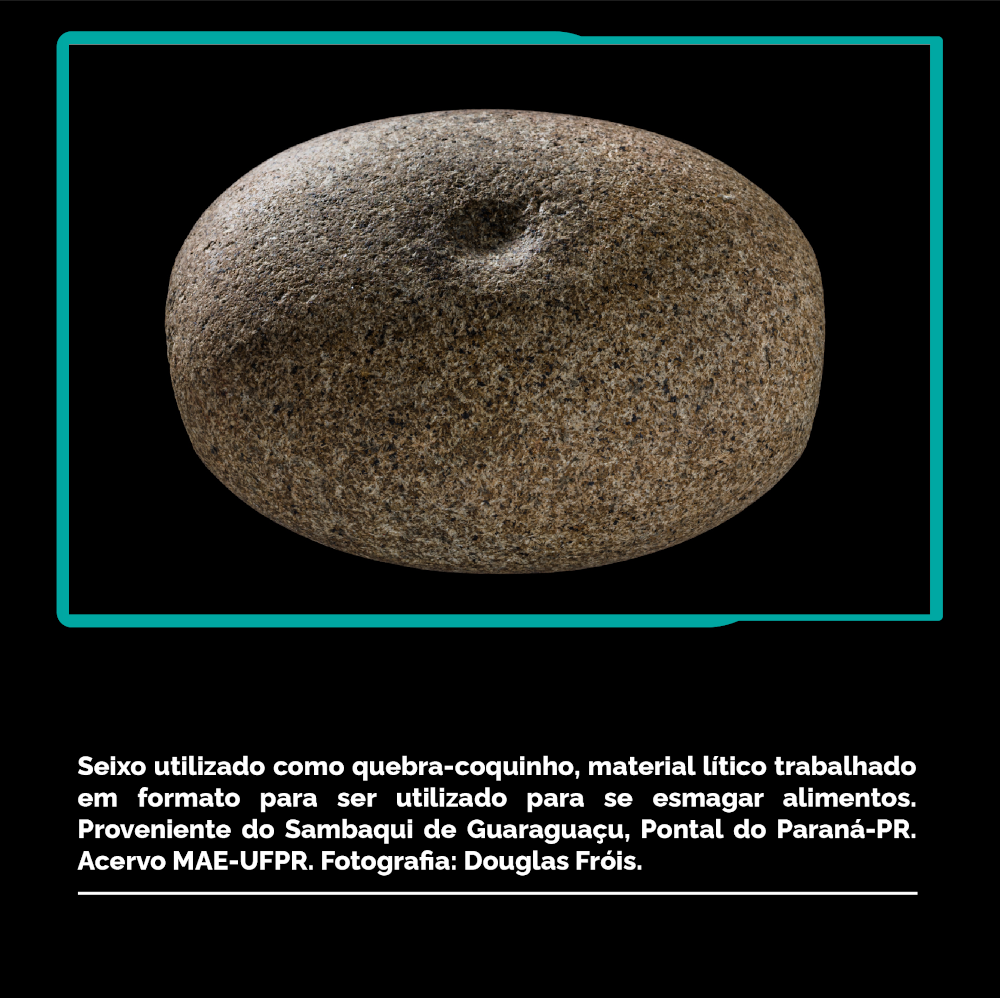 Seixo utilizado como quebra-coquinho, material lítico trabalhado
em formato para ser utilizado para se esmagar alimentos.
Proveniente do Sambaqui de Guaraguaçu, Pontal do Paraná-PR.
Acervo MAE-UFPR. Fotografia: Douglas Fróis.